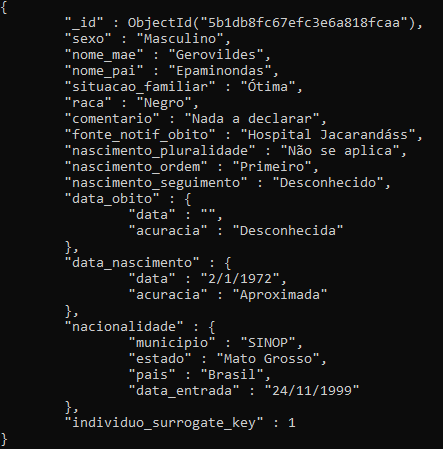 {
"_id" : ObjectId("5b1db8fc67efc3e6a818fcaa"),
"sexo" : "Masculino",
"nome_mae" : "Gerovildes",
"nome_pai" : "Epaminondas",
"situacao_familiar" : "Ótima",
"raca" : "Negro",
"comentario" : "Nada a declarar",
"fonte_notif_obito" : "Hospital Jacarandáss",
"nascimento_pluralidade" : "Não se aplica",
"nascimento_ordem" : "Primeiro",
"nascimento_seguimento" : "Desconhecido",
"data_obito" : {
"data" : "",
"acuracia" : "Desconhecida"
},
"data_nascimento" : {
"data" : "2/1/1972",
"acuracia" : "Aproximada"
},
"nacionalidade" : {
"municipio" : "SINOP",
"estado" : "Mato Grosso",
"pais" : "Brasil",
"data_entrada" : "24/11/1999"
},
"individuo_surrogate_key" : 1
}